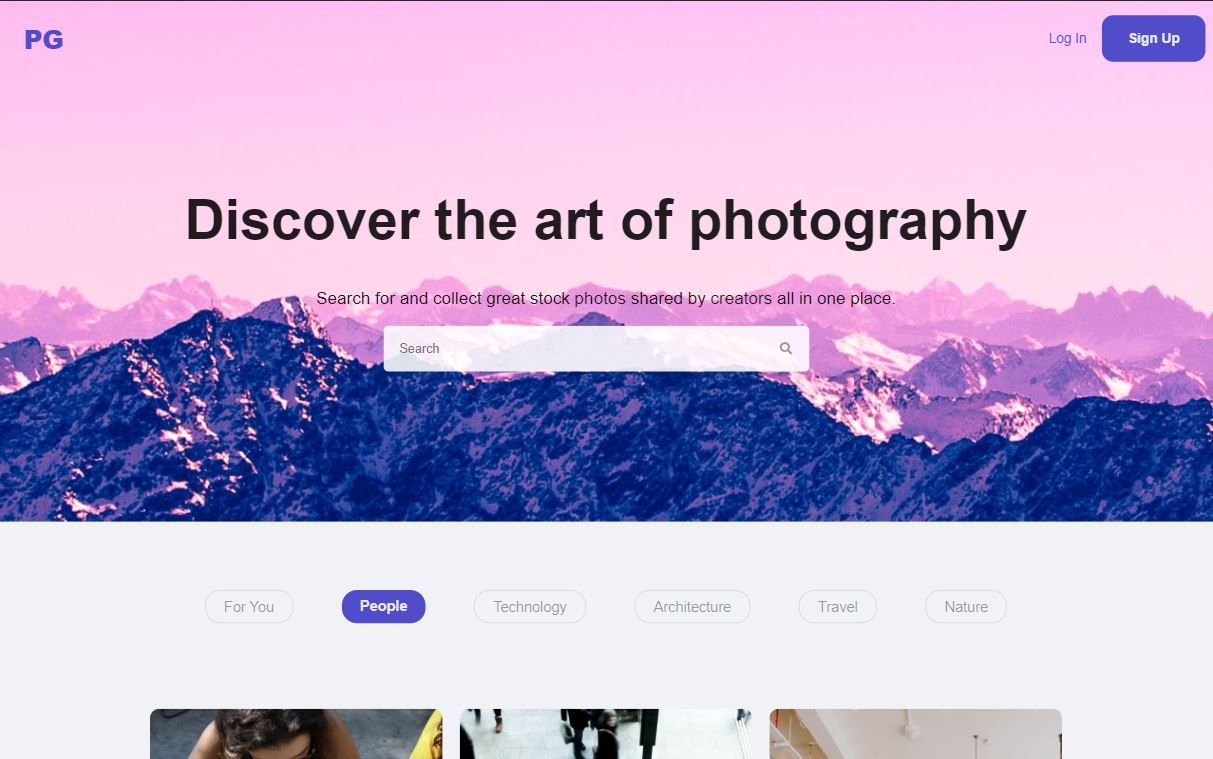 PG
Log In
Sign Up
Discover the art of photography
Search for and collect great stock photos shared by creators all in one place.
Search
For You
People
Technology
Architecture
Travel
Nature